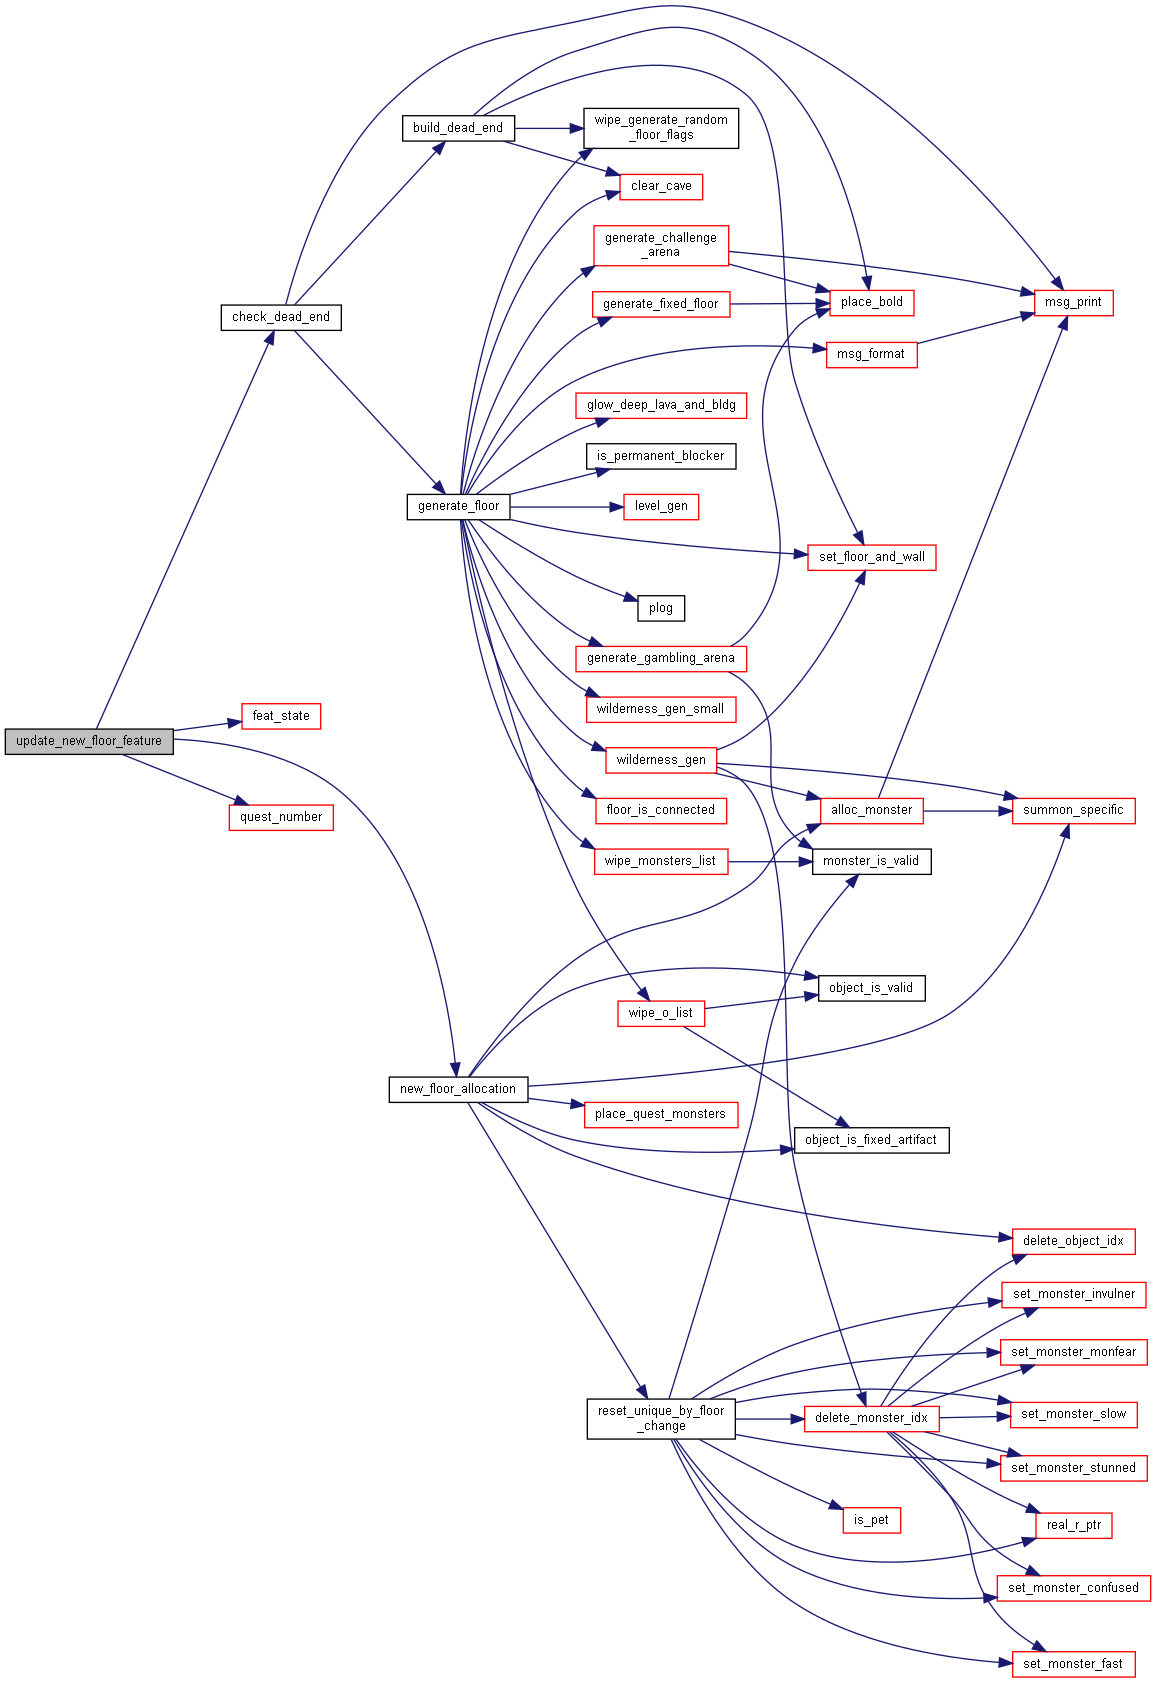 wipe_generate_random
_floor_flags
build_dead_end
clear_cave
generate_challenge
_arena
generate_fixed_floor
place_bold
msg_print
check_dead_end
msg_format
glow_deep_lava_and_bldg
is_permanent_blocker
generate_floor
level_gen
set_floor_and_wall
plog
generate_gambling_arena
wilderness_gen_small
feat_state
update_new_floor_feature
wilderness_gen
quest_number
floor_is_connected
alloc_monster
summon_specific
wipe_monsters_list
monster_is_valid
object_is_valid
wipe_o_list
new_floor_allocation
place_quest_monsters
object_is_fixed_artifact
delete_object_idx
set_monster_invulner
set_monster_monfear
reset_unique_by_floor
_change
delete_monster_idx
set_monster_slow
set_monster_stunned
is_pet
real_r_ptr
set_monster_confused
set_monster_fast